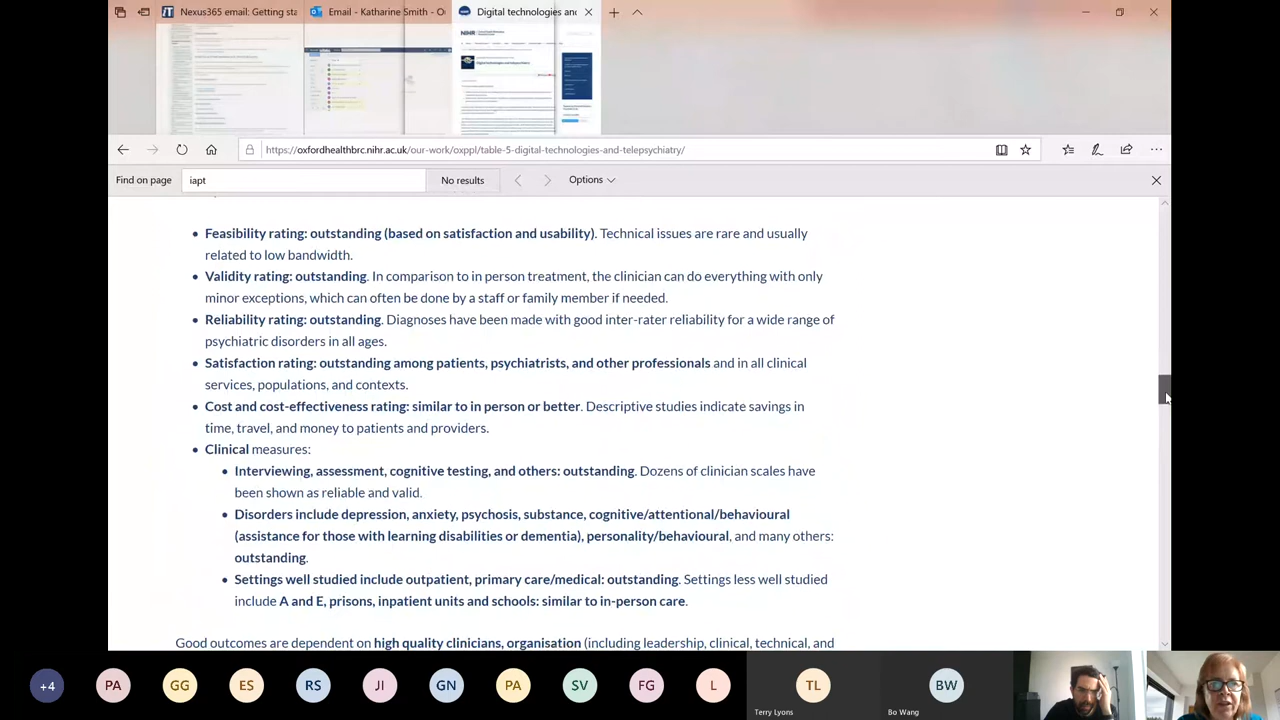 Nexus365 email: Getting sta
Email - Katharine Smith - O
Digital technologies and
NIHR
https://oxfordhealthbrc.nihr.ac.uk/our-work/oxppl/table-5-digital-technologies-and-telepsychiatry/
Find on page
iapt
No results
Options
Feasibility rating: outstanding (based on satisfaction and usability). Technical issues are rare and usually
related to low bandwidth.
Validity rating: outstanding. In comparison to in person treatment, the clinician can do everything with only
minor exceptions, which can often be done by a staff or family member if needed.
Reliability rating: outstanding. Diagnoses have been made with good inter-rater reliability for a wide range of
psychiatric disorders in all ages.
Satisfaction rating: outstanding among patients, psychiatrists, and other professionals and in all clinical
services, populations, and contexts.
Cost and cost-effectiveness rating: similar to in person or better. Descriptive studies indicate savings in
time, travel, and money to patients and providers.
Clinical measures:
Interviewing, assessment, cognitive testing, and others: outstanding. Dozens of clinician scales have
been shown as reliable and valid.
Disorders include depression, anxiety, psychosis, substance, cognitive/attentional/behavioural
(assistance for those with learning disabilities or dementia), personality/behavioural, and many others:
outstanding.
Settings well studied include outpatient, primary care/medical: outstanding. Settings less well studied
include A and E, prisons, inpatient units and schools: similar to in-person care.
Good outcomes are dependent on high quality clinicians, organisation (including leadership, clinical, technical, and
+4
PA
GG
ES
RS
JI
GN
PA
SV
FG
L
TL
BW
Terry Lyons
Bo Wang